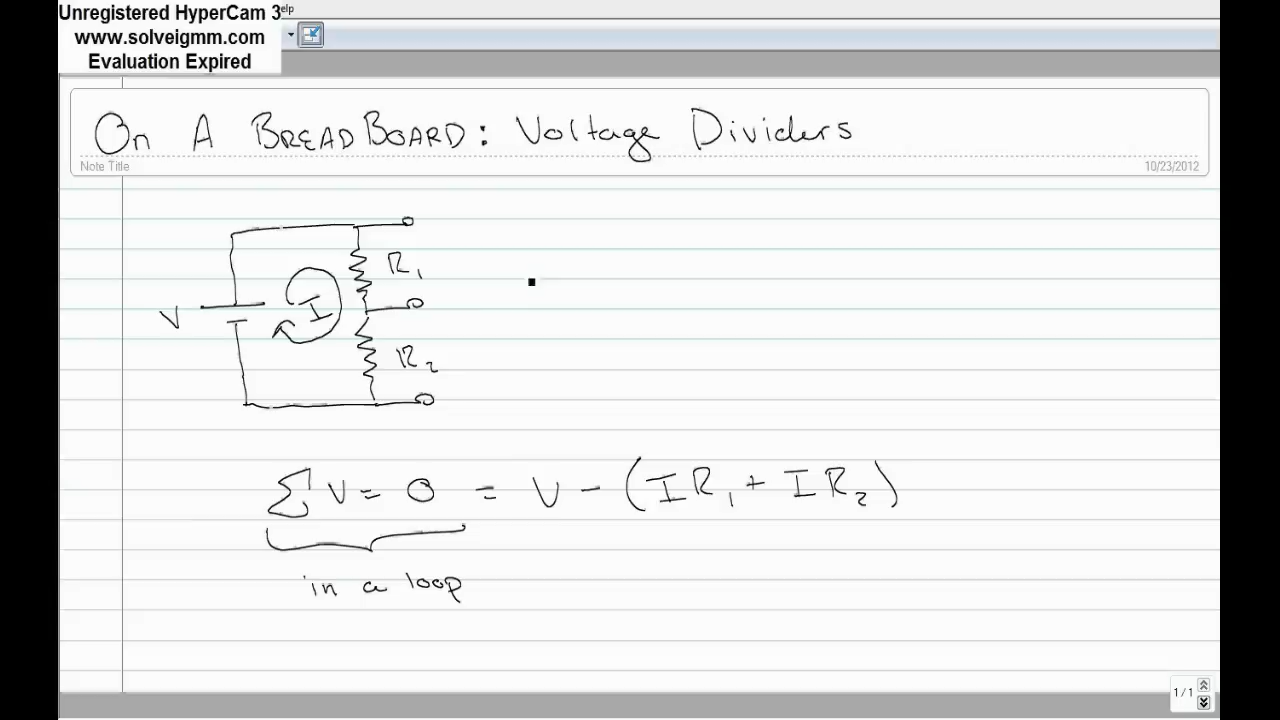 Unregistered HyperCam 3
elp
www.solveigmm.com
Evaluation Expired
On A BREADBOARD: Voltage Dividers
Note Title
10/23/2012
R₁
I
V
R₂
∑ V = 0 = V - (IR₁ + IR₂)
in a loop
1/1